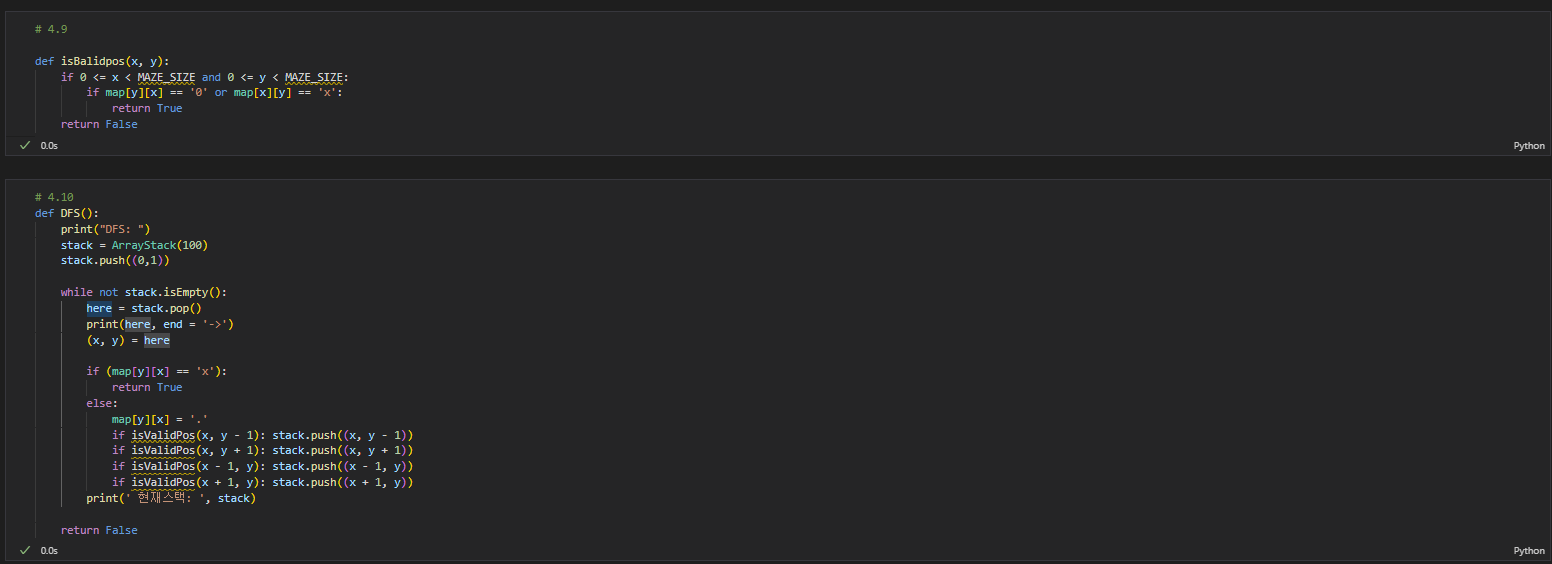 # 4.9
def isBalidpos(x, y):
if 0 <= x < MAZE_SIZE and 0 <= y < MAZE_SIZE:
if map[y][x] == '0' or map[x][y] == 'x':
return True
return False
0.0s
Python
# 4.10
def DFS():
print("DFS: ")
stack = ArrayStack(100)
stack.push((0,1))
while not stack.isEmpty():
here = stack.pop()
print(here, end = '->')
(x, y) = here
if (map[y][x] == 'x'):
return True
else:
map[y][x] = '.'
if isValidPos(x, y - 1): stack.push((x, y - 1))
if isValidPos(x, y + 1): stack.push((x, y + 1))
if isValidPos(x - 1, y): stack.push((x - 1, y))
if isValidPos(x + 1, y): stack.push((x + 1, y))
print(' 현재스택: ', stack)
return False
0.0s
Python